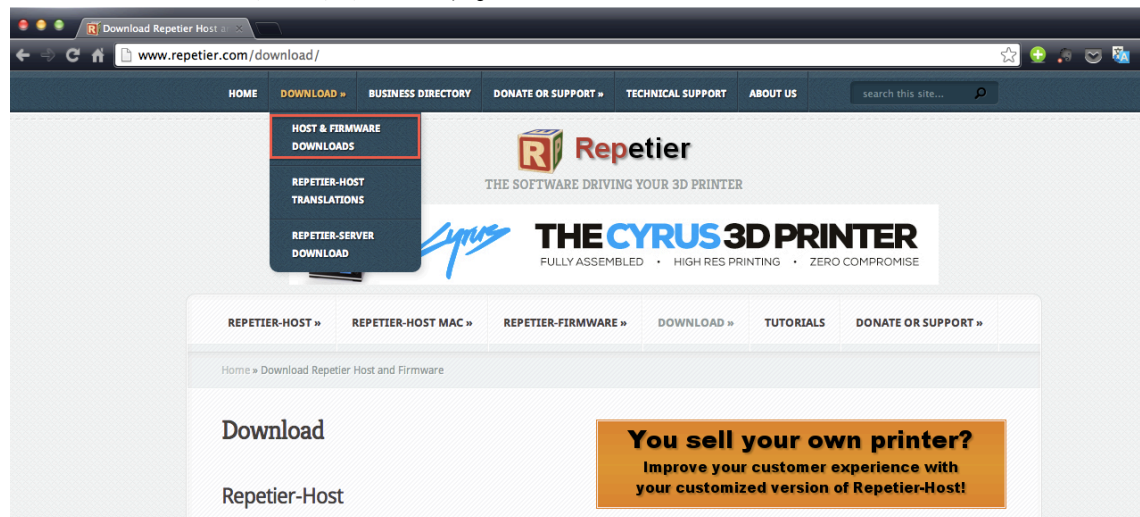 Download Repetier Host a
www.repetier.com/download/
HOME DOWNLOAD » BUSINESS DIRECTORY DONATE OR SUPPORT » TECHNICAL SUPPORT ABOUT US search this site...
HOST & FIRMWARE
DOWNLOADS
REPETIER-HOST
TRANSLATIONS
REPETIER-SERVER
DOWNLOAD
R Repetier
THE SOFTWARE DRIVING YOUR 3D PRINTER
Cyrus THE CYRUS 3D PRINTER
FULLY ASSEMBLED · HIGH RES PRINTING · ZERO COMPROMISE
REPETIER-HOST » REPETIER-HOST MAC » REPETIER-FIRMWARE » DOWNLOAD » TUTORIALS DONATE OR SUPPORT »
Home » Download Repetier Host and Firmware
Download
You sell your own printer?
Improve your customer experience with
your customized version of Repetier-Host!
Repetier-Host